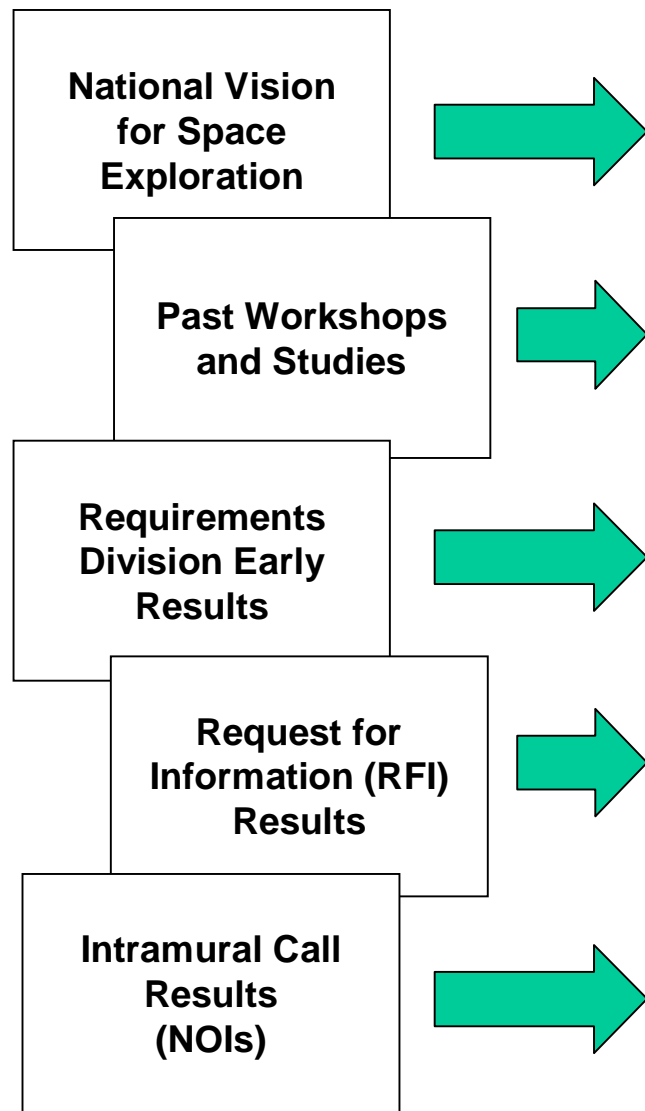 National Vision
for Space
Exploration
Past Workshops
and Studies
Requirements
Division Early
Results
Request for
Information (RFI)
Results
Intramural Call
Results
(NOIs)